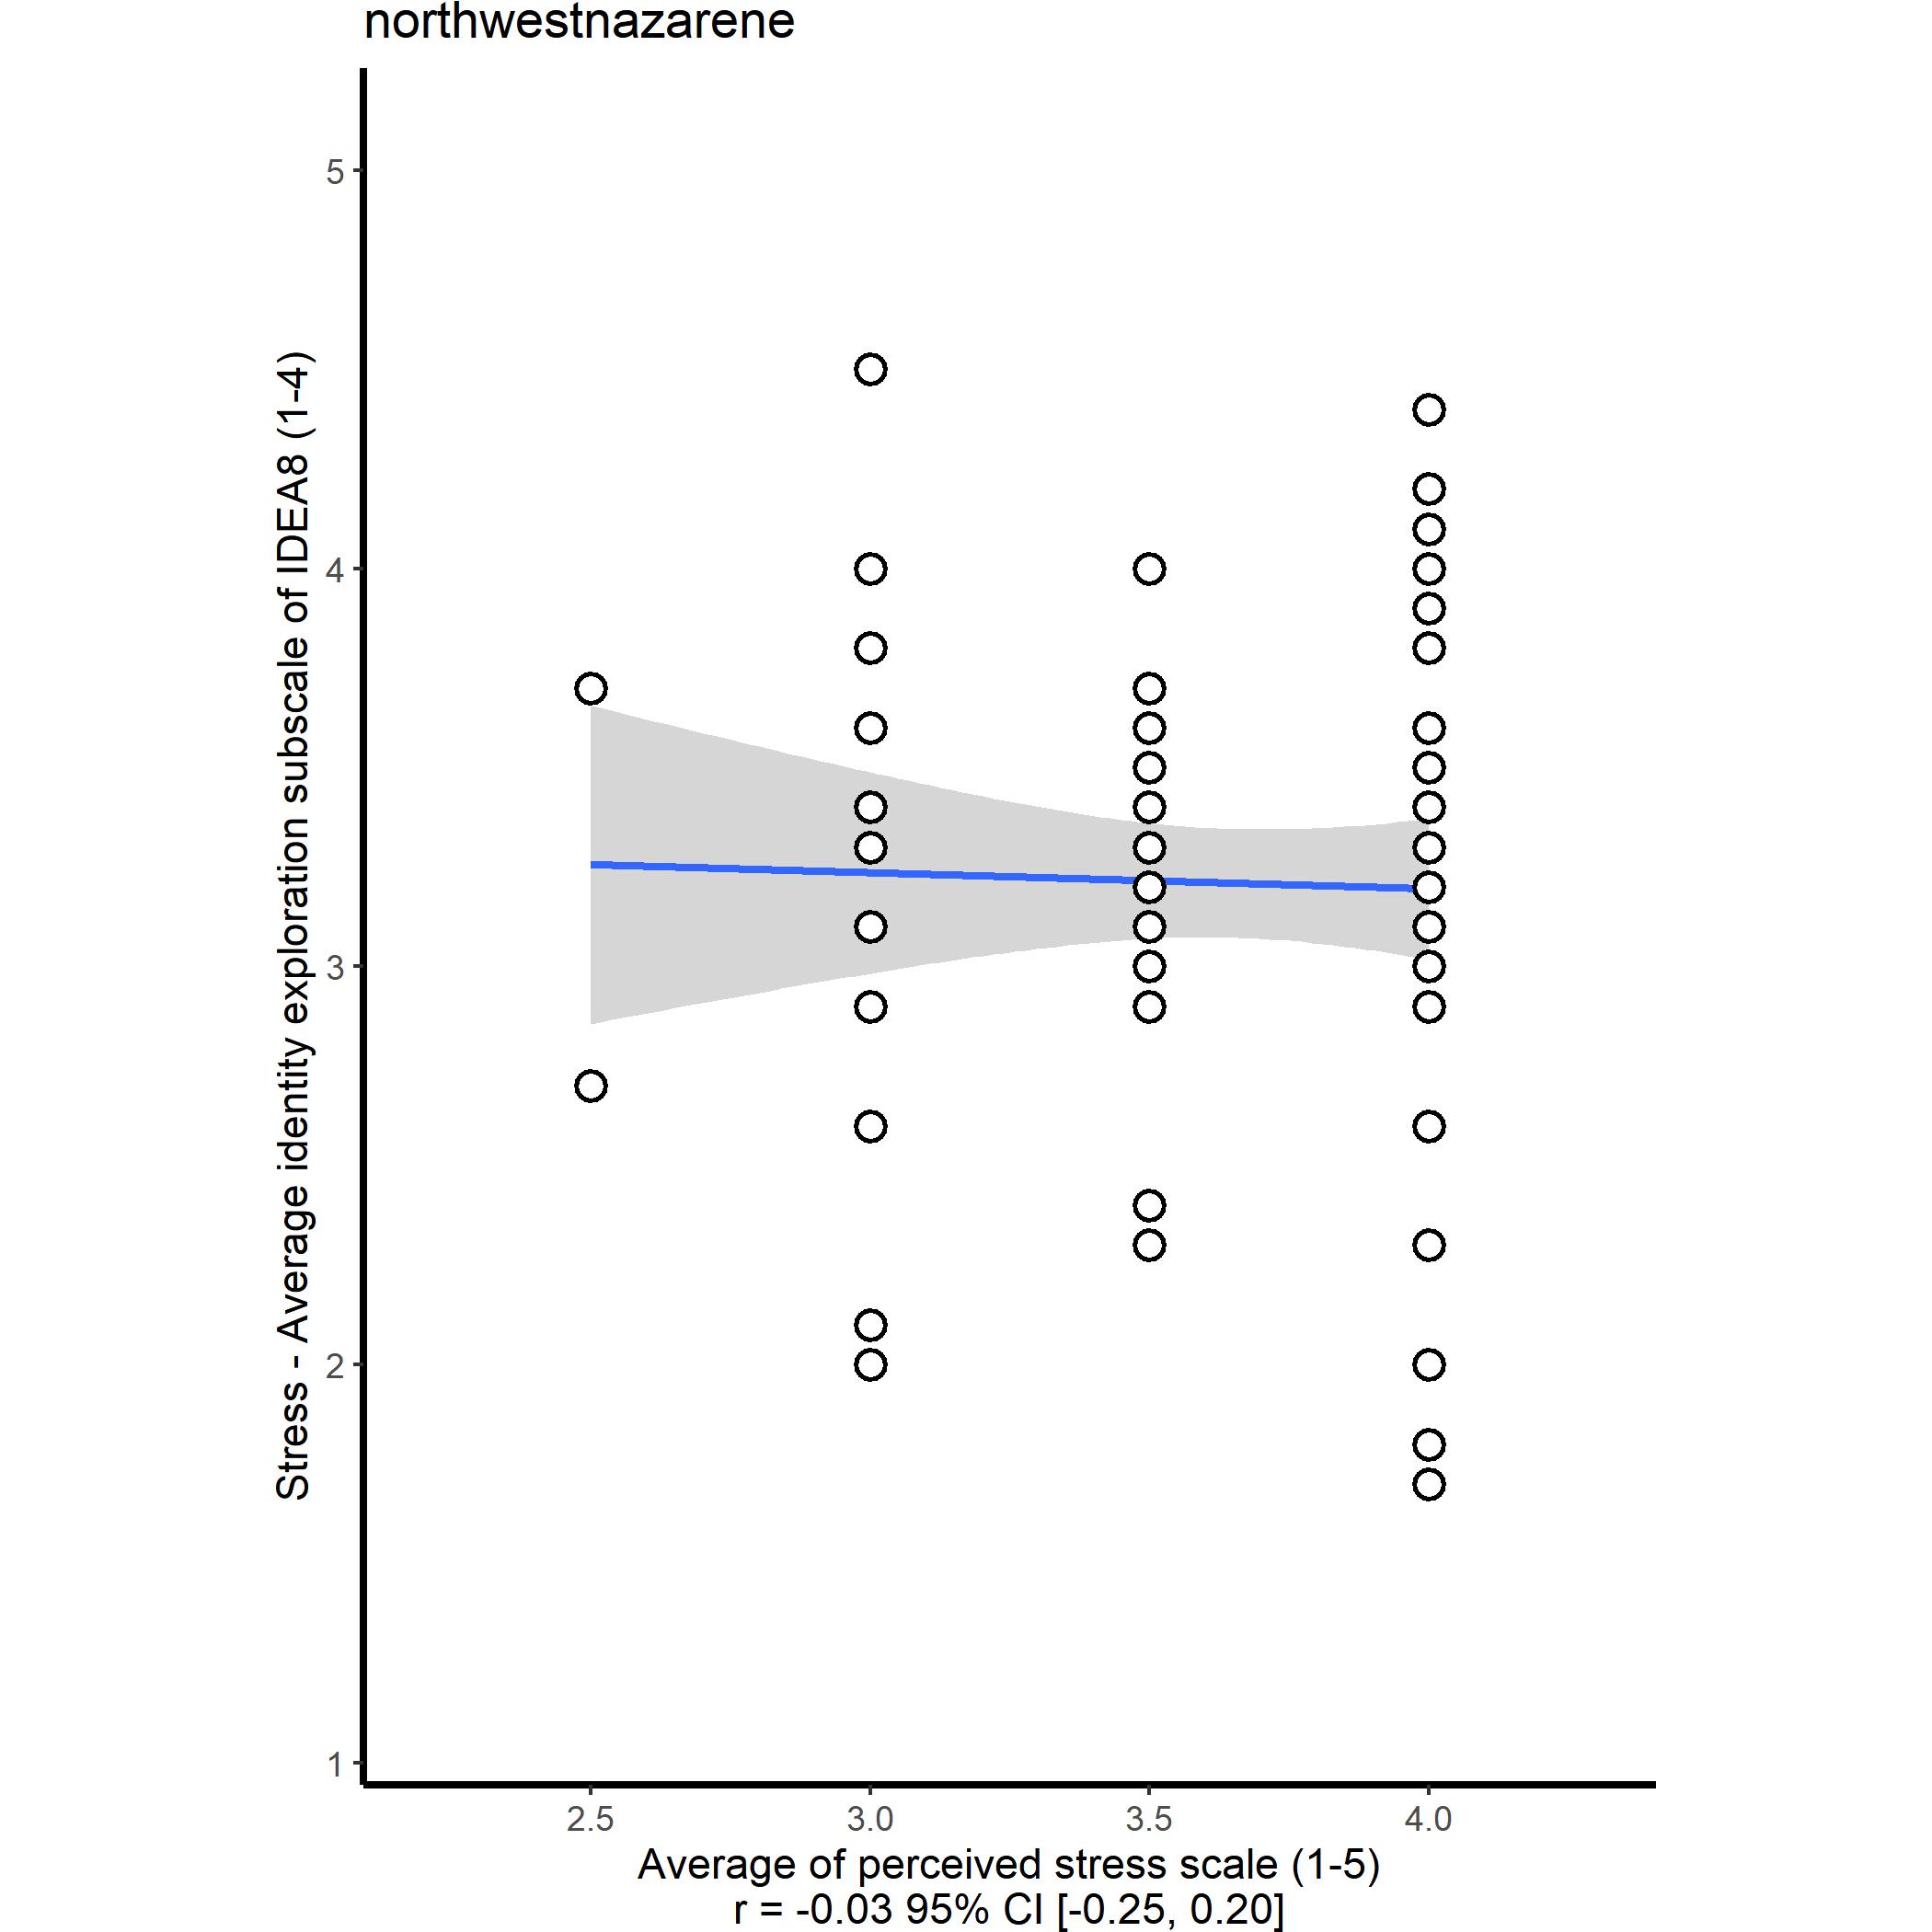 northwestnazarene
Stress - Average identity exploration subscale of IDEA8 (1-4)
5
4
3
2
1
2.5 3.0 3.5 4.0
Average of perceived stress scale (1-5)
r = -0.03 95% CI [-0.25, 0.20]